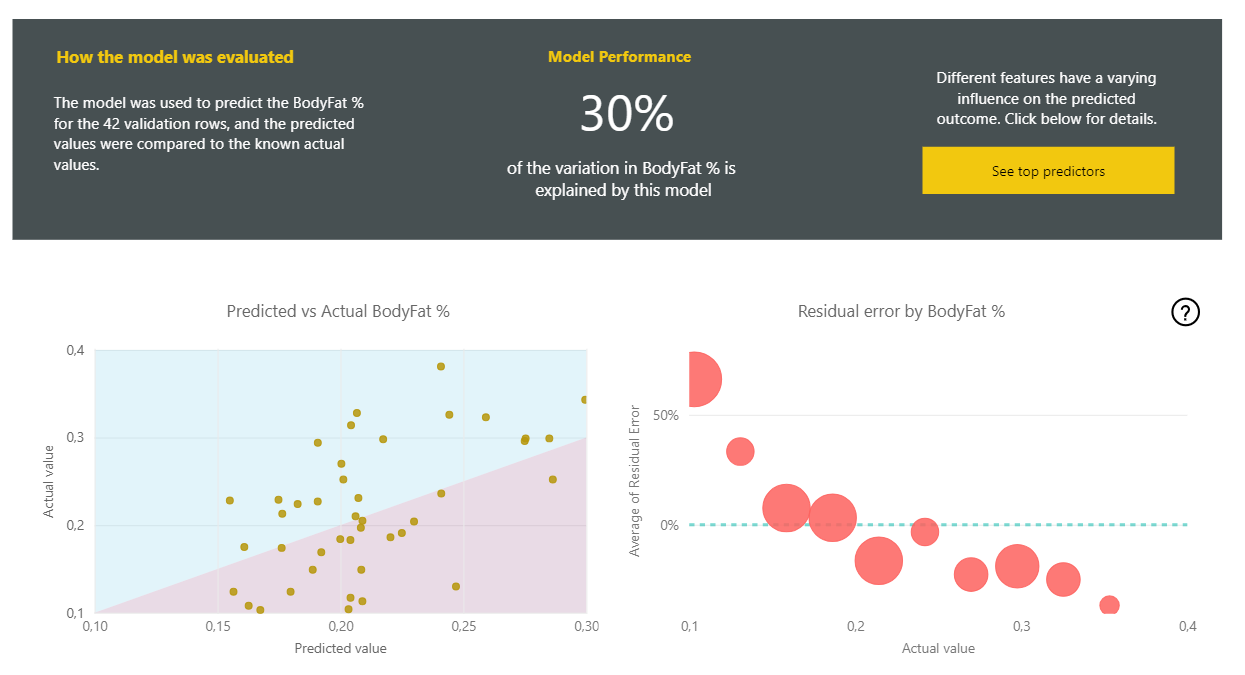 How the model was evaluated
The model was used to predict the BodyFat %
for the 42 validation rows, and the predicted
values were compared to the known actual
values.
Model Performance
30%
of the variation in BodyFat % is
explained by this model
Different features have a varying
influence on the predicted
outcome. Click below for details.
See top predictors
Predicted vs Actual BodyFat %
Actual value
0,4
0,3
0,2
0,1
0,10 0,15 0,20 0,25 0,30
Predicted value
Residual error by BodyFat %
?
Average of Residual Error
50%
0%
0,1 0,2 0,3 0,4
Actual value